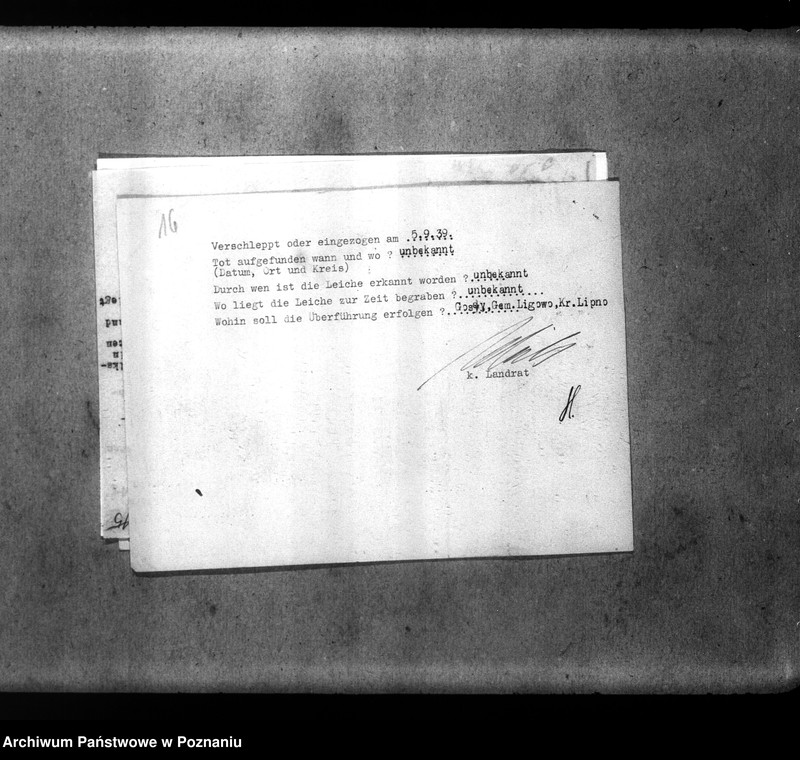 16
Verschleppt oder eingezogen am 5.9.39.
Tot aufgefunden wann und wo ? unbekannt
(Datum, Ort und Kreis) :
Durch wen ist die Leiche erkannt worden ? unbekannt
Wo liegt die Leiche zur Zeit begraben ? unbekannt
Wohin soll die Überführung erfolgen ? Gem.Ligowo,Kr.Lipno
k. Landrat
Archiwum Państwowe w Poznaniu